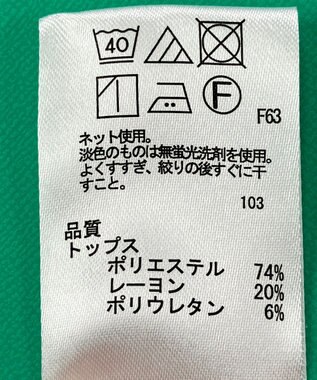 40
F
F63
ネット使用。
淡色のものは無蛍光洗剤を使用。
よくすすぎ、絞りの後すぐに干
すこと。
103
品質
トップス
ポリエステル 74%
レーヨン 20%
ポリウレタン 6%